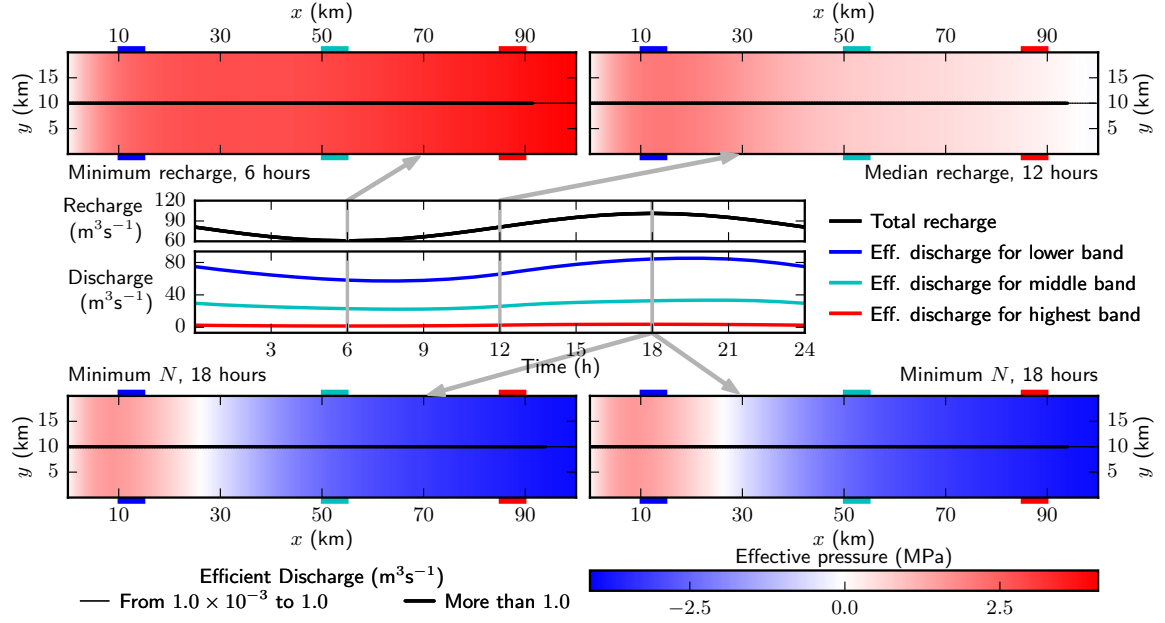 x (km) x (km)
10 30 50 70 90 10 30 50 70 90
y (km) 15 10 5
15 10 5 y (km)
Minimum recharge, 6 hours Median recharge, 12 hours
Recharge (m³s⁻¹) 120 90 60
Discharge (m³s⁻¹) 80 40 0
Total recharge
Eff. discharge for lower band
Eff. discharge for middle band
Eff. discharge for highest band
3 6 9 12 15 18 21 24
Time (h)
Minimum N, 18 hours Minimum N, 18 hours
y (km) 15 10 5
15 10 5 y (km)
10 30 50 70 90 10 30 50 70 90
x (km) x (km)
Efficient Discharge (m³s⁻¹)
From 1.0 × 10⁻³ to 1.0 More than 1.0
Effective pressure (MPa)
−2.5 0.0 2.5